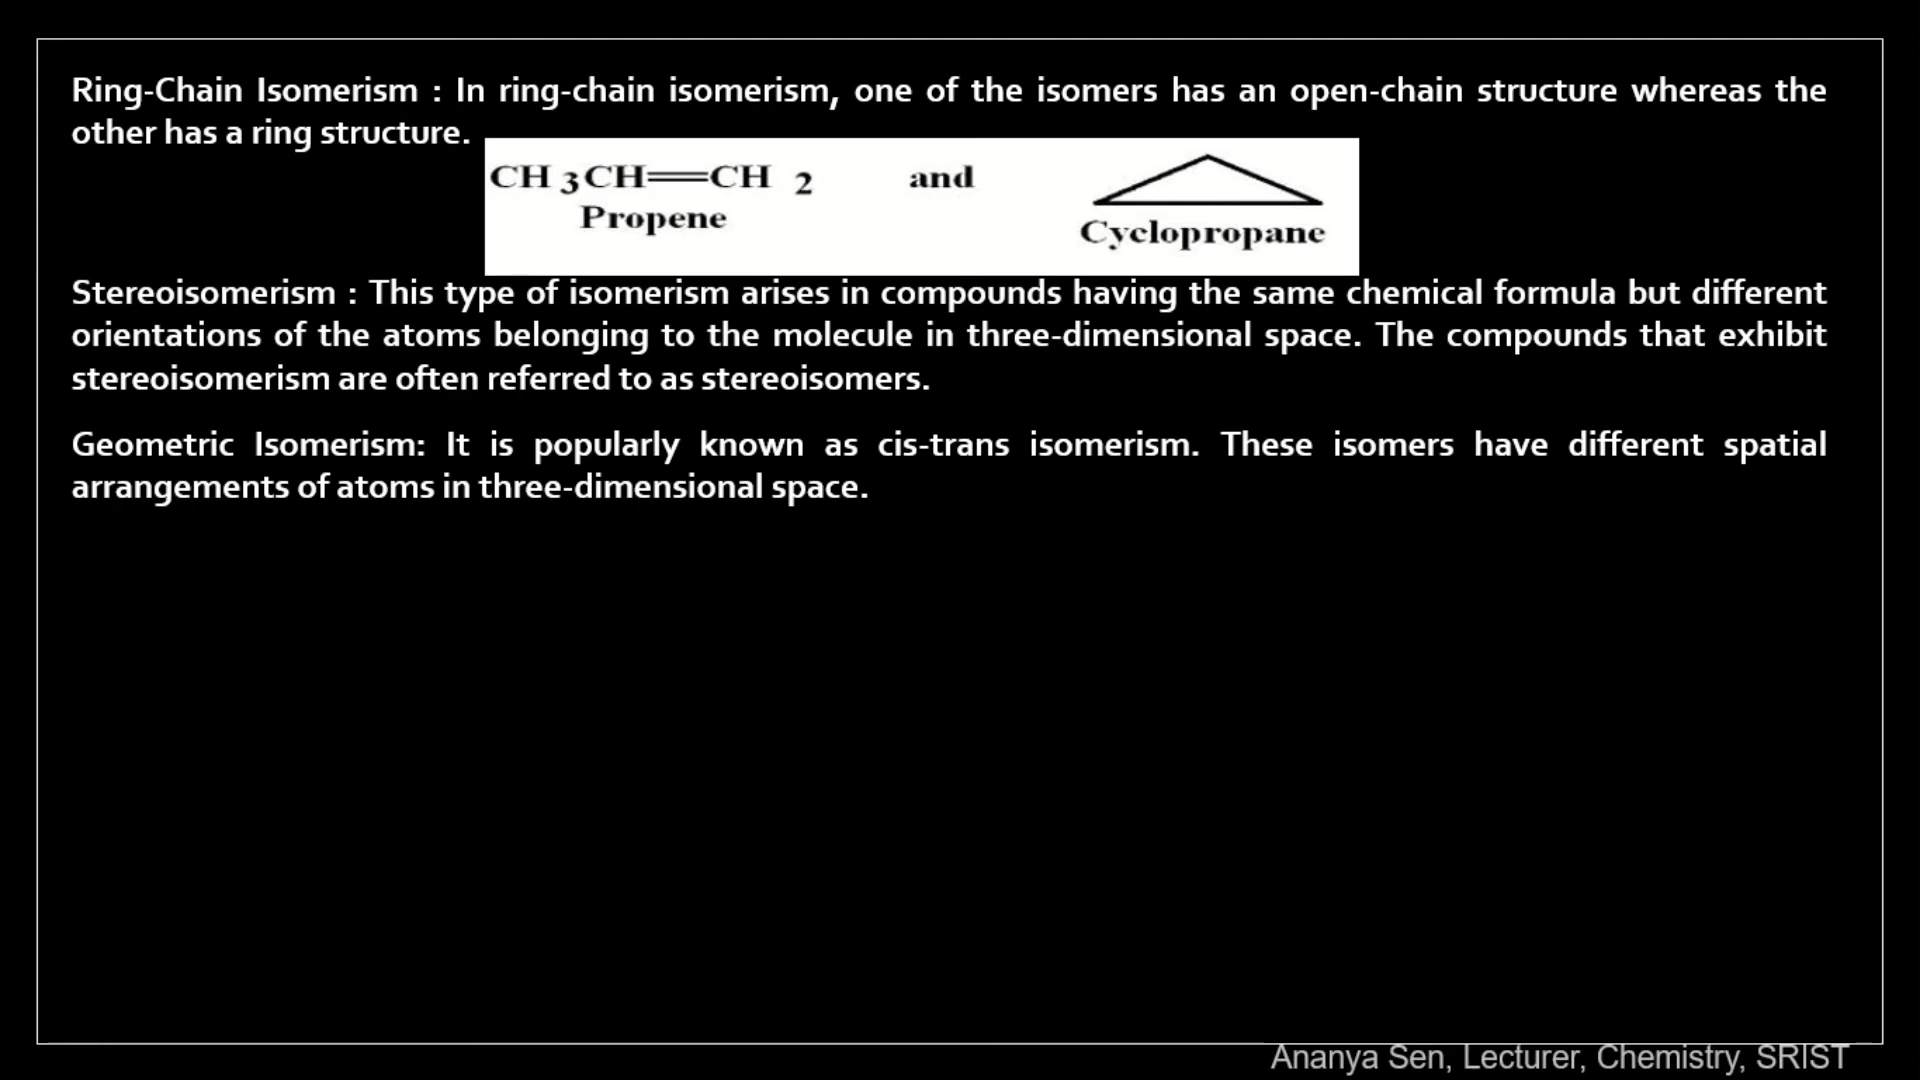 Ring-Chain Isomerism : In ring-chain isomerism, one of the isomers has an open-chain structure whereas the
other has a ring structure.
CH 3 CH=CH 2 and
Propene
Cyclopropane
Stereoisomerism : This type of isomerism arises in compounds having the same chemical formula but different
orientations of the atoms belonging to the molecule in three-dimensional space. The compounds that exhibit
stereoisomerism are often referred to as stereoisomers.
Geometric Isomerism: It is popularly known as cis-trans isomerism. These isomers have different spatial
arrangements of atoms in three-dimensional space.
Ananya Sen, Lecturer, Chemistry, SRIST